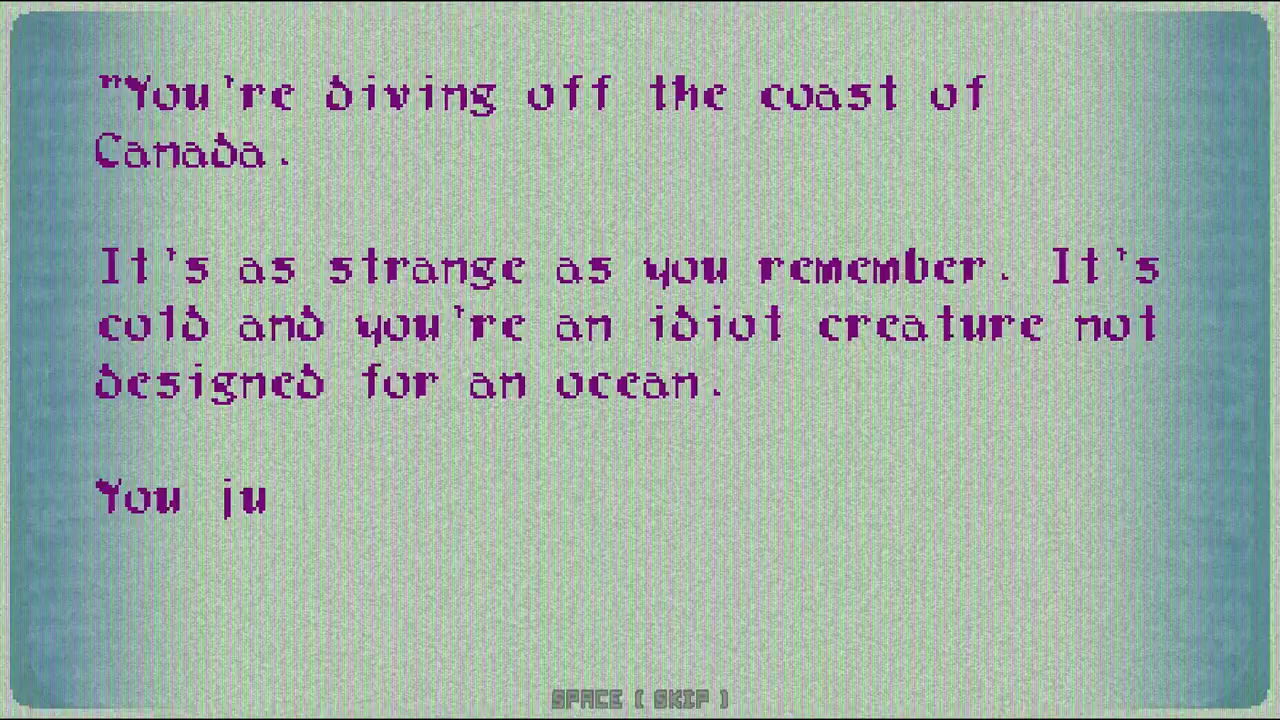 "You're diving off the coast of
Canada.
It's as strange as you remember. It's
cold and you're an idiot creature not
designed for an ocean.
You ju
SPACE ( SKIP )